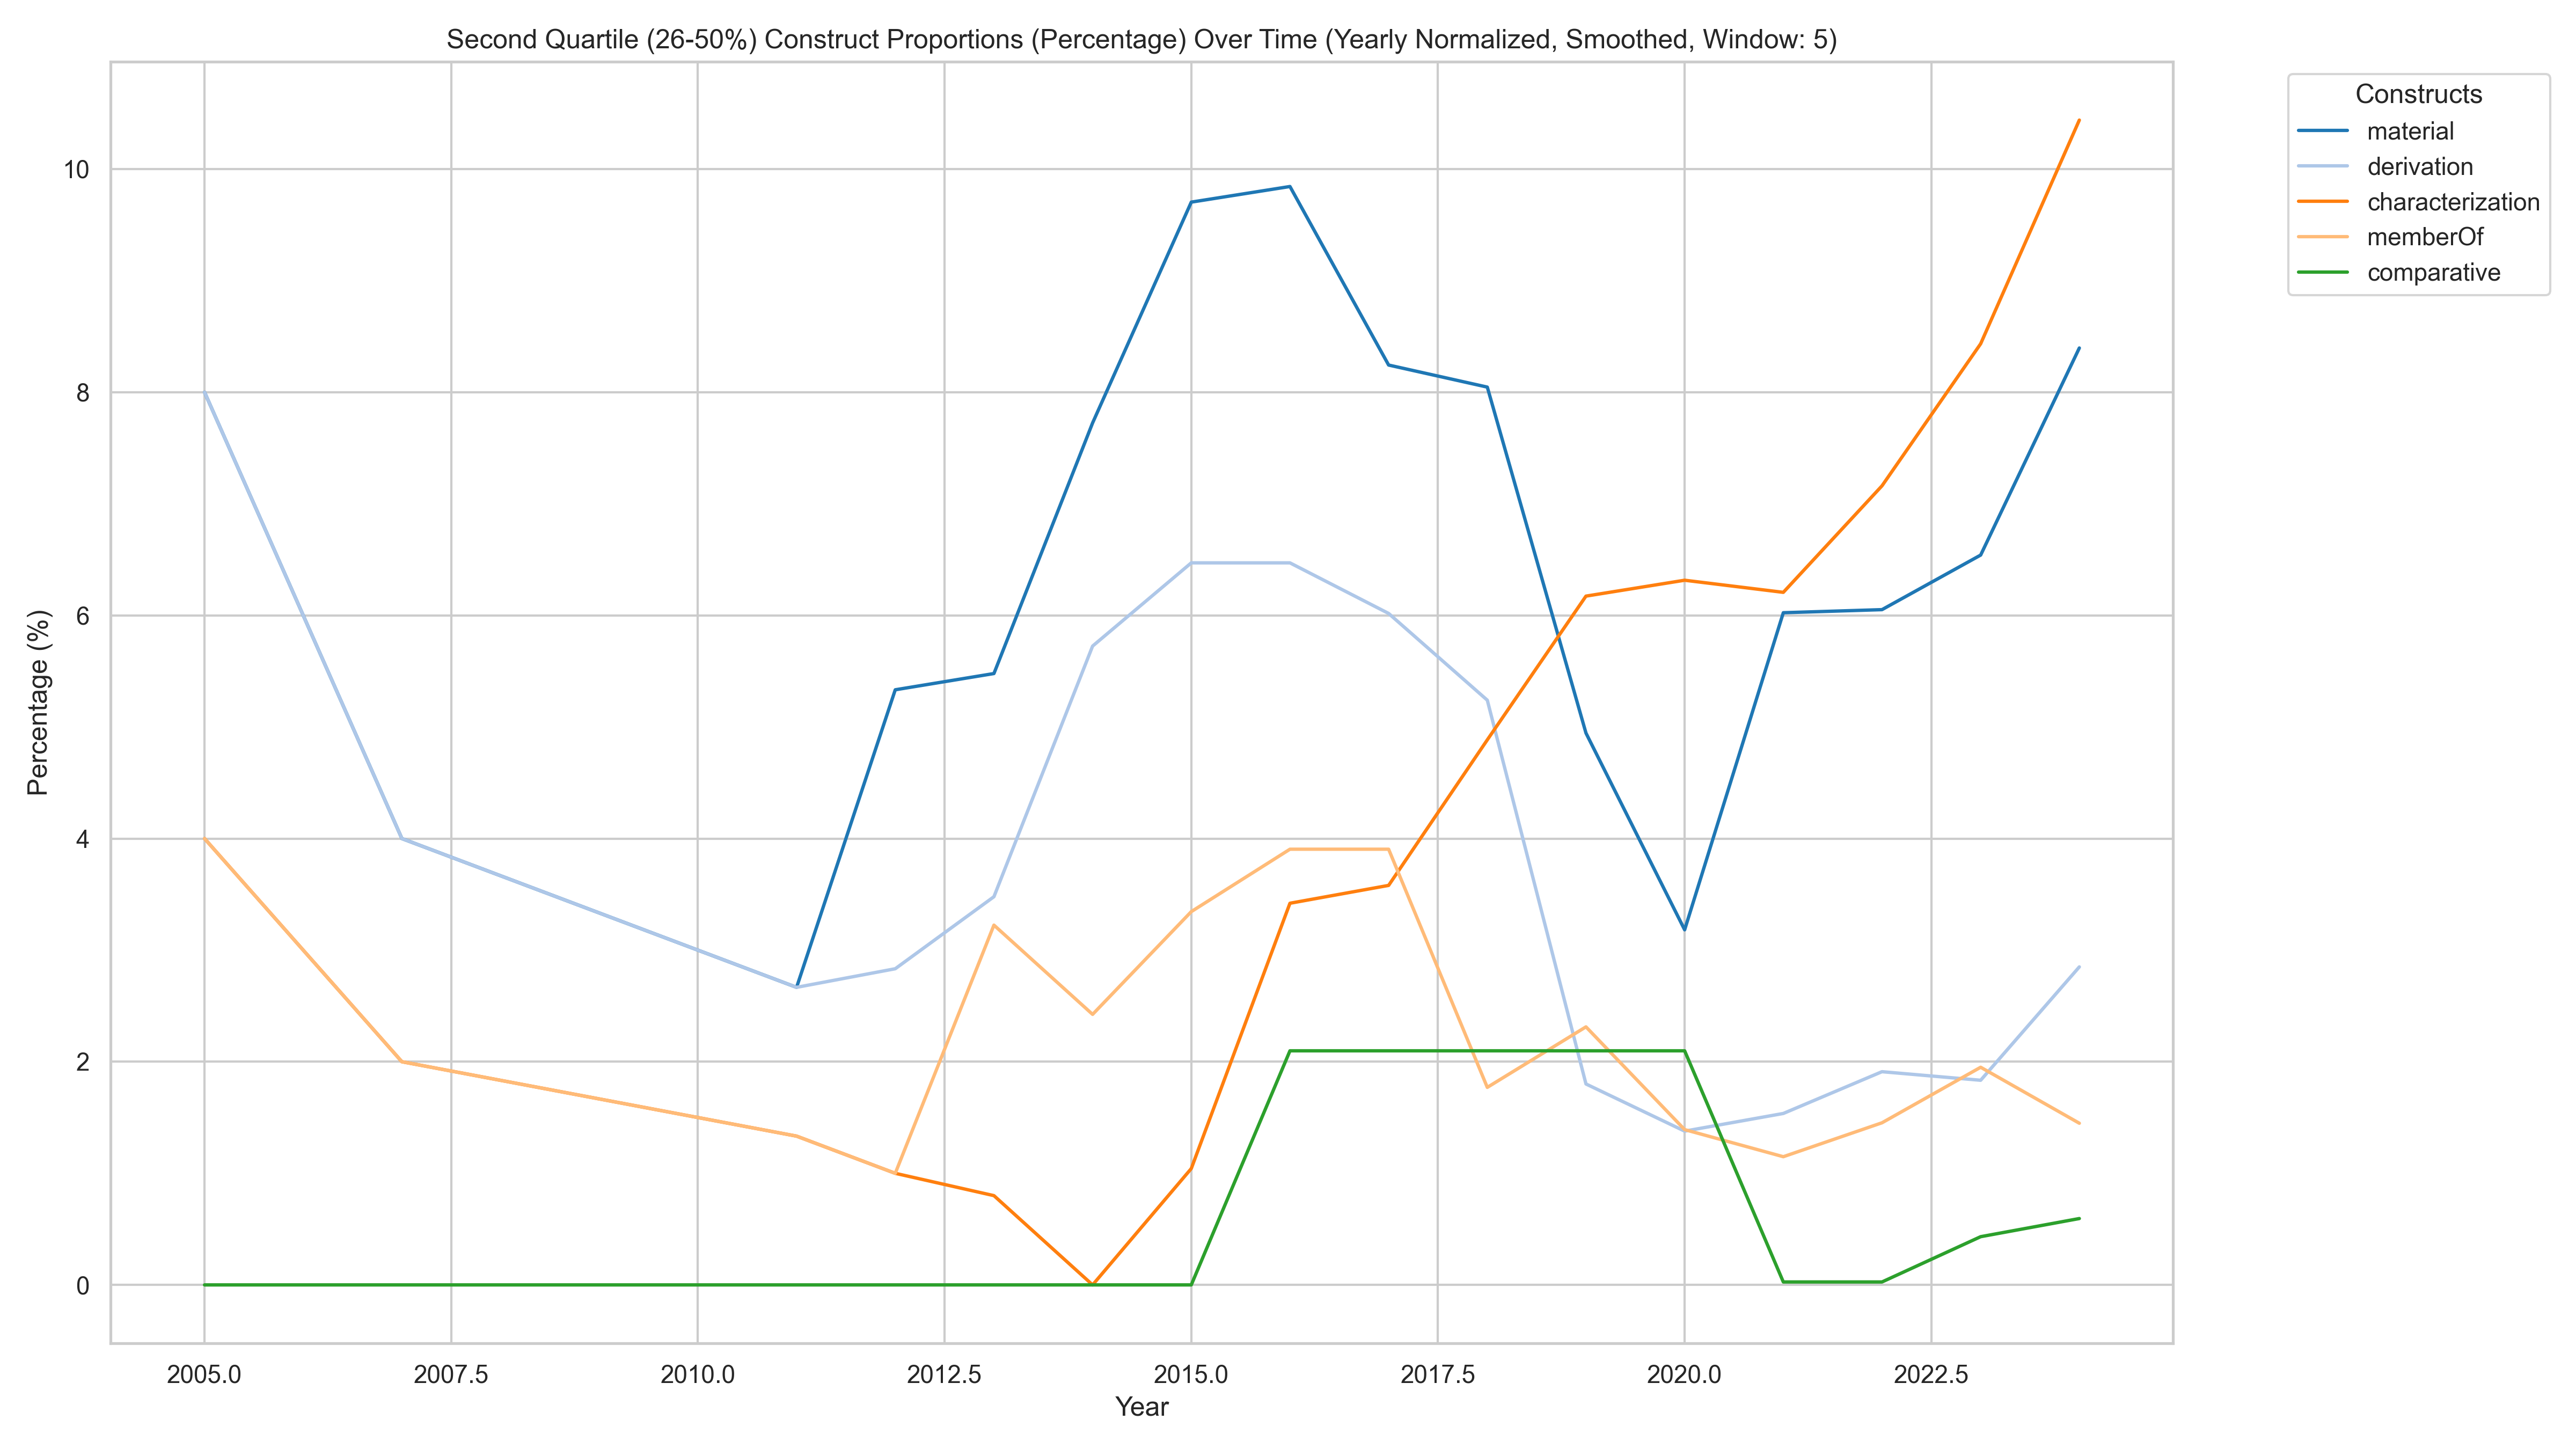 Second Quartile (26-50%) Construct Proportions (Percentage) Over Time (Yearly Normalized, Smoothed, Window: 5)
Constructs
material
derivation
characterization
memberOf
comparative
Percentage (%)
10
8
6
4
2
0
2005.0 2007.5 2010.0 2012.5 2015.0 2017.5 2020.0 2022.5
Year